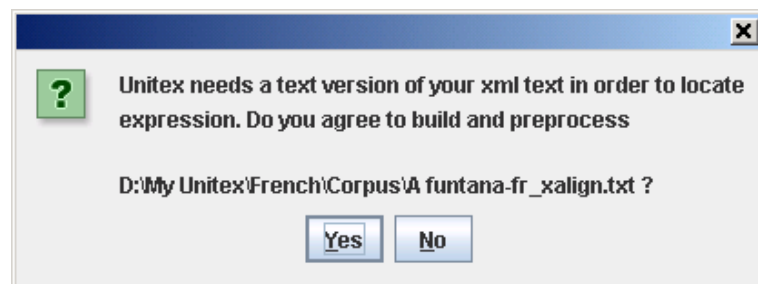 ?
Unitex needs a text version of your xml text in order to locate
expression. Do you agree to build and preprocess
D:\My Unitex\French\Corpus\A funtana-fr_xalign.txt ?
Yes No